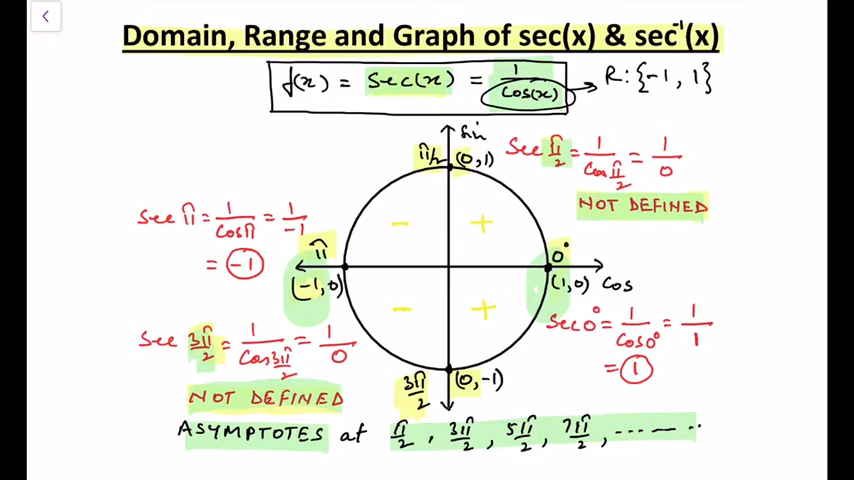 Domain, Range and Graph of sec(x) & sec⁻¹(x)
f(x) = sec(x) = 1/cos(x) → R: {-1, 1}
sin
π/2 (0, 1)
Sec π/2 = 1/cos π/2 = 1/0
NOT DEFINED
Sec π = 1/cos π = 1/-1
= -1
- +
π
(-1, 0)
0°
(1, 0) cos
- +
Sec 0° = 1/cos 0° = 1/1
= 1
Sec 3π/2 = 1/cos 3π/2 = 1/0
NOT DEFINED
3π/2 (0, -1)
ASYMPTOTES at π/2, 3π/2, 5π/2, 7π/2, ........